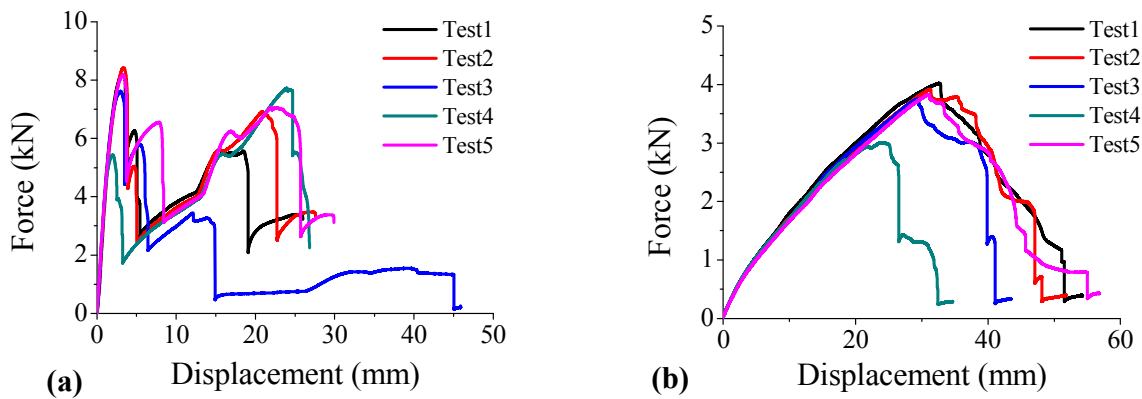 10
8
6
4
2
0
Force (kN)
0 10 20 30 40 50
Displacement (mm)
Test1
Test2
Test3
Test4
Test5
(a)
5
4
3
2
1
0
Force (kN)
0 20 40 60
Displacement (mm)
Test1
Test2
Test3
Test4
Test5
(b)